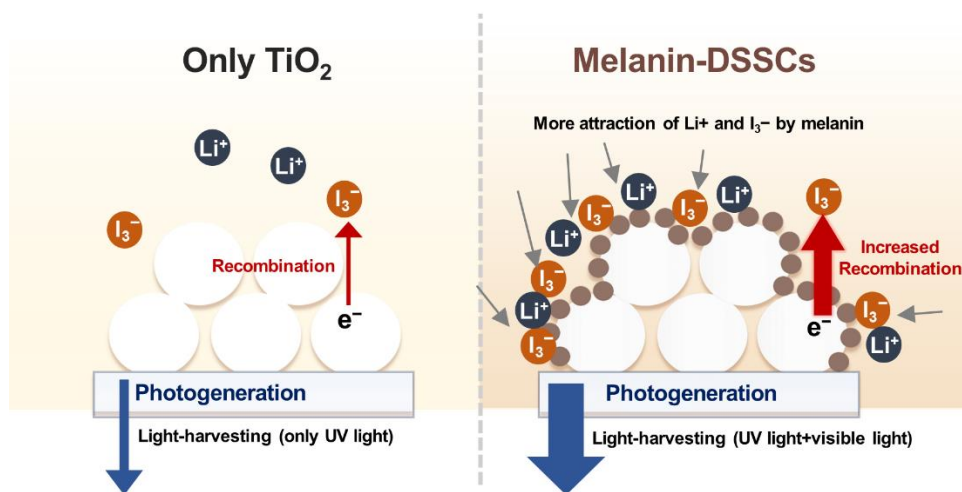 Only TiO₂
Li⁺
Li⁺
I₃⁻
I₃⁻
Recombination
e⁻
Photogeneration
Light-harvesting (only UV light)
Melanin-DSSCs
More attraction of Li+ and I₃− by melanin
Li⁺
I₃⁻
I₃⁻
Li⁺
I₃⁻
Li⁺
I₃⁻
Li⁺
I₃⁻
Increased
Recombination
e⁻
I₃⁻
Li⁺
Photogeneration
Light-harvesting (UV light+visible light)